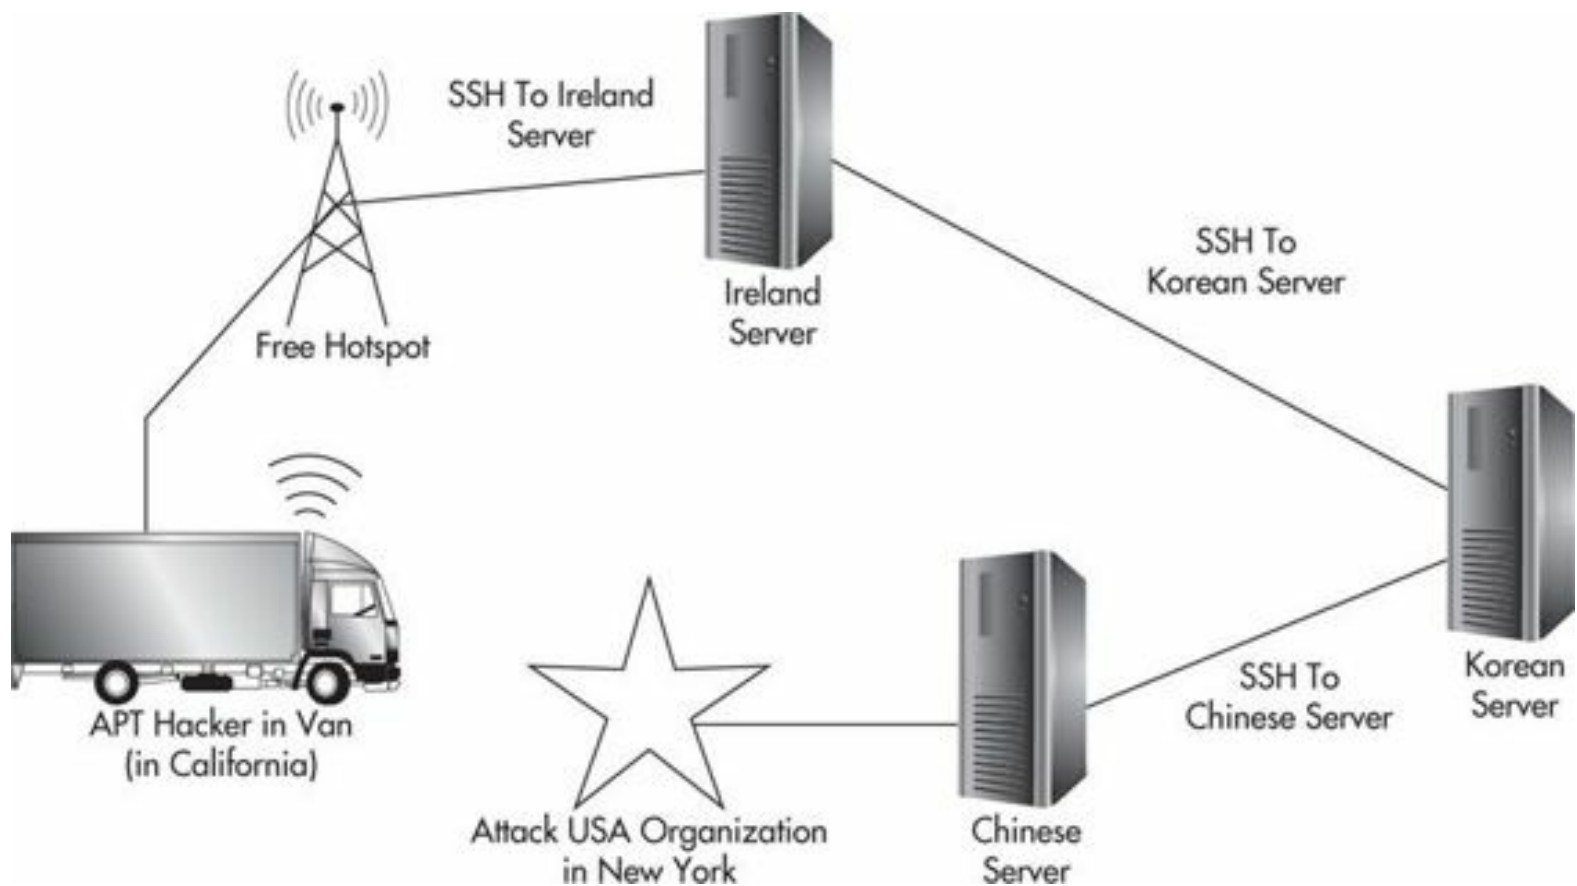 SSH To Ireland
Server
Ireland
Server
SSH To
Korean Server
Free Hotspot
Korean
Server
SSH To
Chinese Server
APT Hacker in Van
(in California)
Attack USA Organization
in New York
Chinese
Server